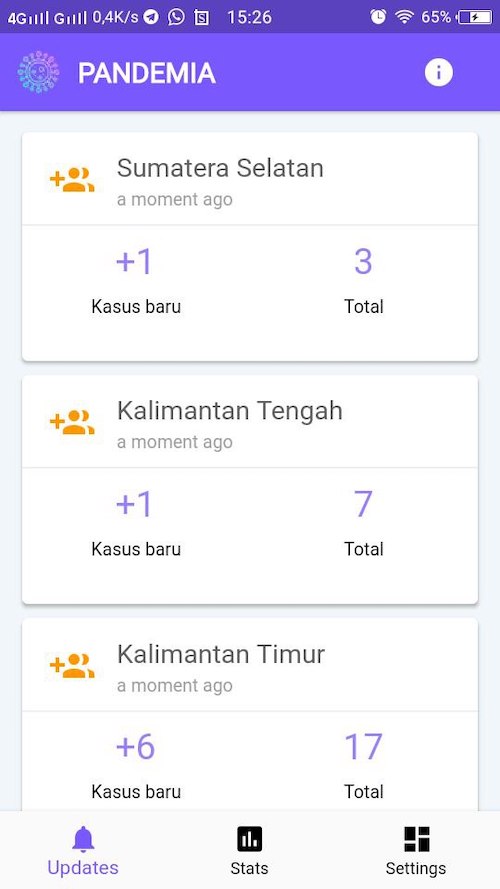 4G G 0,4K/s 15:26 65%
PANDEMIA
Sumatera Selatan
a moment ago
+1 3
Kasus baru Total
Kalimantan Tengah
a moment ago
+1 7
Kasus baru Total
Kalimantan Timur
a moment ago
+6 17
Kasus baru Total
Updates Stats Settings